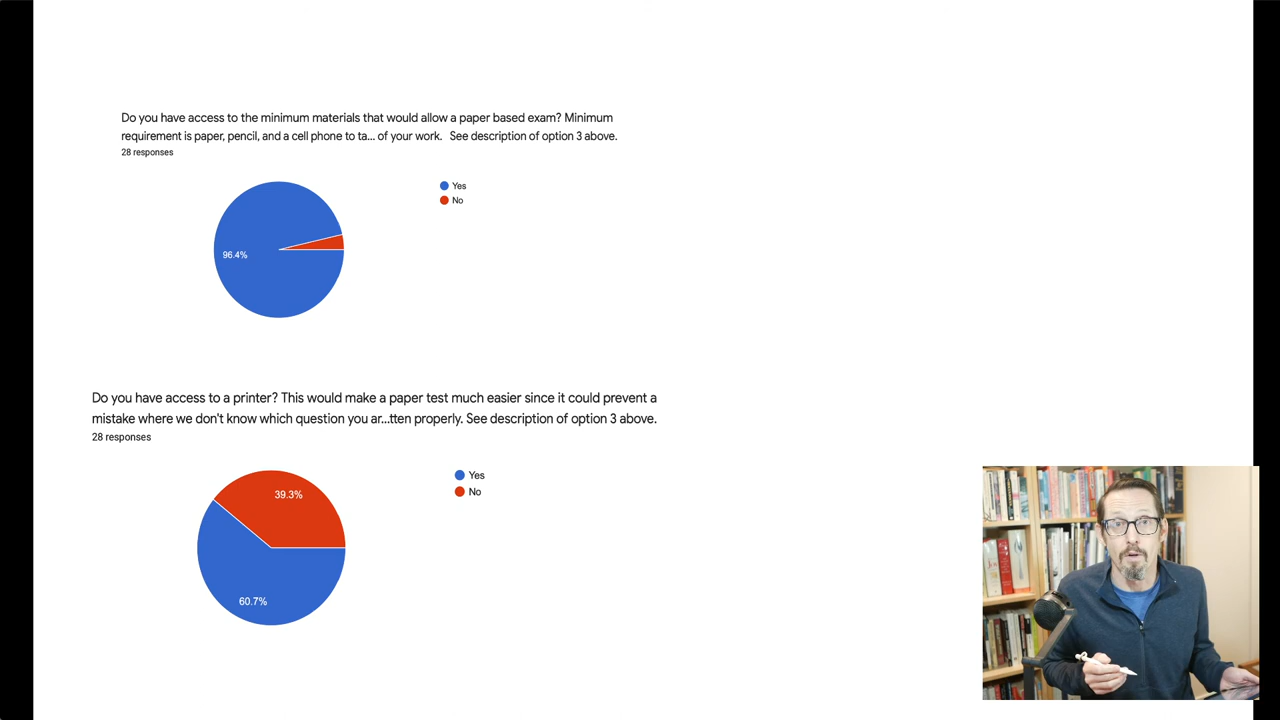 Do you have access to the minimum materials that would allow a paper based exam? Minimum
requirement is paper, pencil, and a cell phone to ta... of your work. See description of option 3 above.
28 responses
Yes
No
96.4%
Do you have access to a printer? This would make a paper test much easier since it could prevent a
mistake where we don't know which question you ar...tten properly. See description of option 3 above.
28 responses
Yes
No
39.3%
60.7%